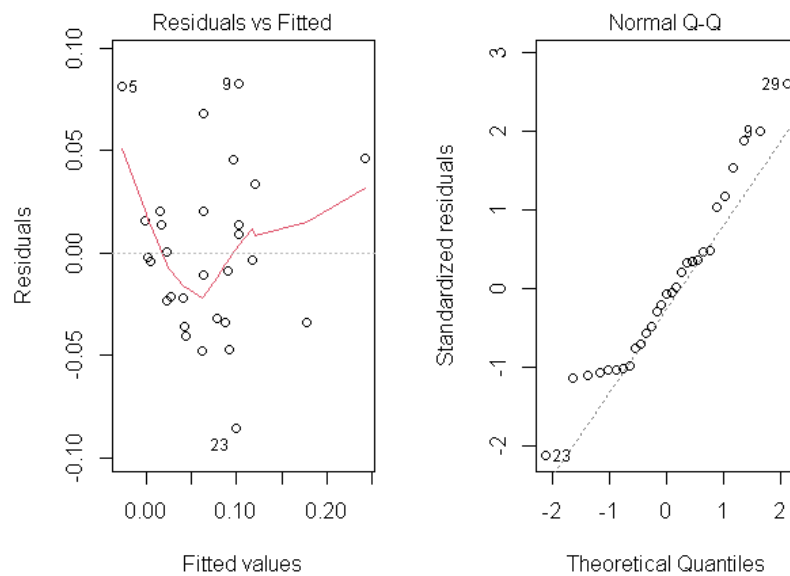 Residuals vs Fitted
0.10
0.05
0.00
-0.05
-0.10
Residuals
5
9
23
0.00 0.10 0.20
Fitted values
Normal Q-Q
3
2
1
0
-1
-2
Standardized residuals
29
9
23
-2 -1 0 1 2
Theoretical Quantiles